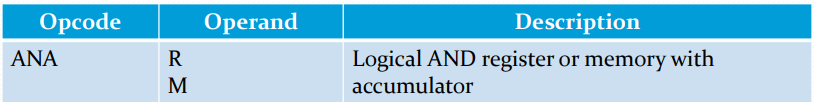 Opcode Operand Description
ANA R Logical AND register or memory with
M accumulator